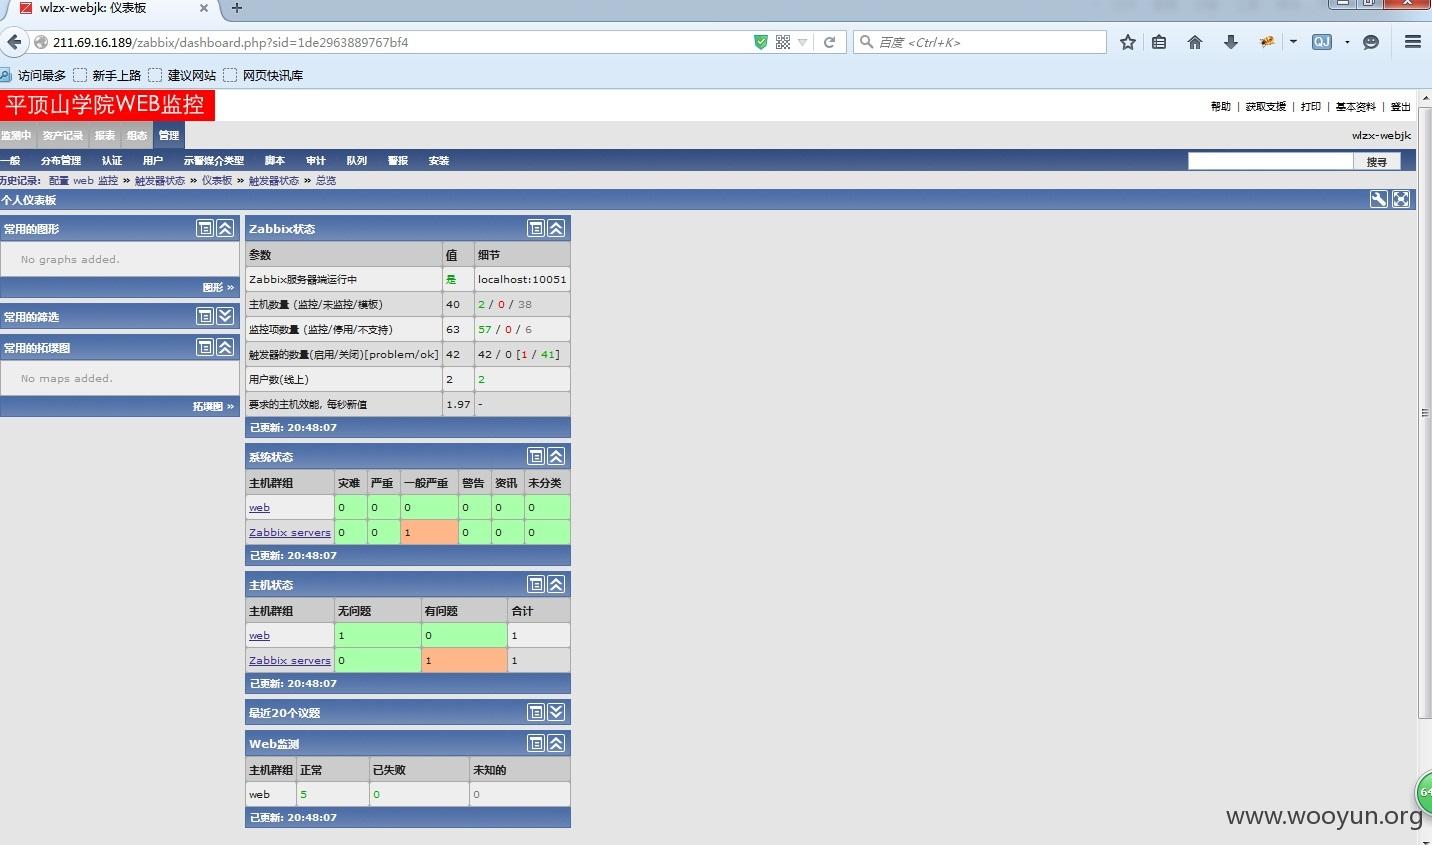 wlzx-webjk: 仪表板
211.69.16.189/zabbix/dashboard.php?sid=1de2963889767bf4
百度 <Ctrl+K>
访问最多 新手上路 建议网站 网页快讯库
平顶山学院WEB监控
帮助 | 获取支援 | 打印 | 基本资料 | 登出
监测中 资产记录 报表 组态 管理
wlzx-webjk
一般 分布管理 认证 用户 示警媒介类型 脚本 审计 队列 警报 安装
搜寻
历史记录: 配置 web 监控 » 触发器状态 » 仪表板 » 触发器状态 » 总览
个人仪表板
常用的图形
No graphs added.
图形 »
常用的筛选
常用的拓墣图
No maps added.
拓墣图 »
Zabbix状态
参数 值 细节
Zabbix服务器端运行中 是 localhost:10051
主机数量 (监控/未监控/模板) 40 2 / 0 / 38
监控项数量 (监控/停用/不支持) 63 57 / 0 / 6
触发器的数量(启用/关闭)[problem/ok] 42 42 / 0 [1 / 41]
用户数(线上) 2 2
要求的主机效能, 每秒新值 1.97 -
已更新: 20:48:07
系统状态
主机群组 灾难 严重 一般严重 警告 资讯 未分类
web 0 0 0 0 0 0
Zabbix servers 0 0 1 0 0 0
已更新: 20:48:07
主机状态
主机群组 无问题 有问题 合计
web 1 0 1
Zabbix servers 0 1 1
已更新: 20:48:07
最近20个议题
Web监测
主机群组 正常 已失败 未知的
web 5 0 0
已更新: 20:48:07
64
www.wooyun.org